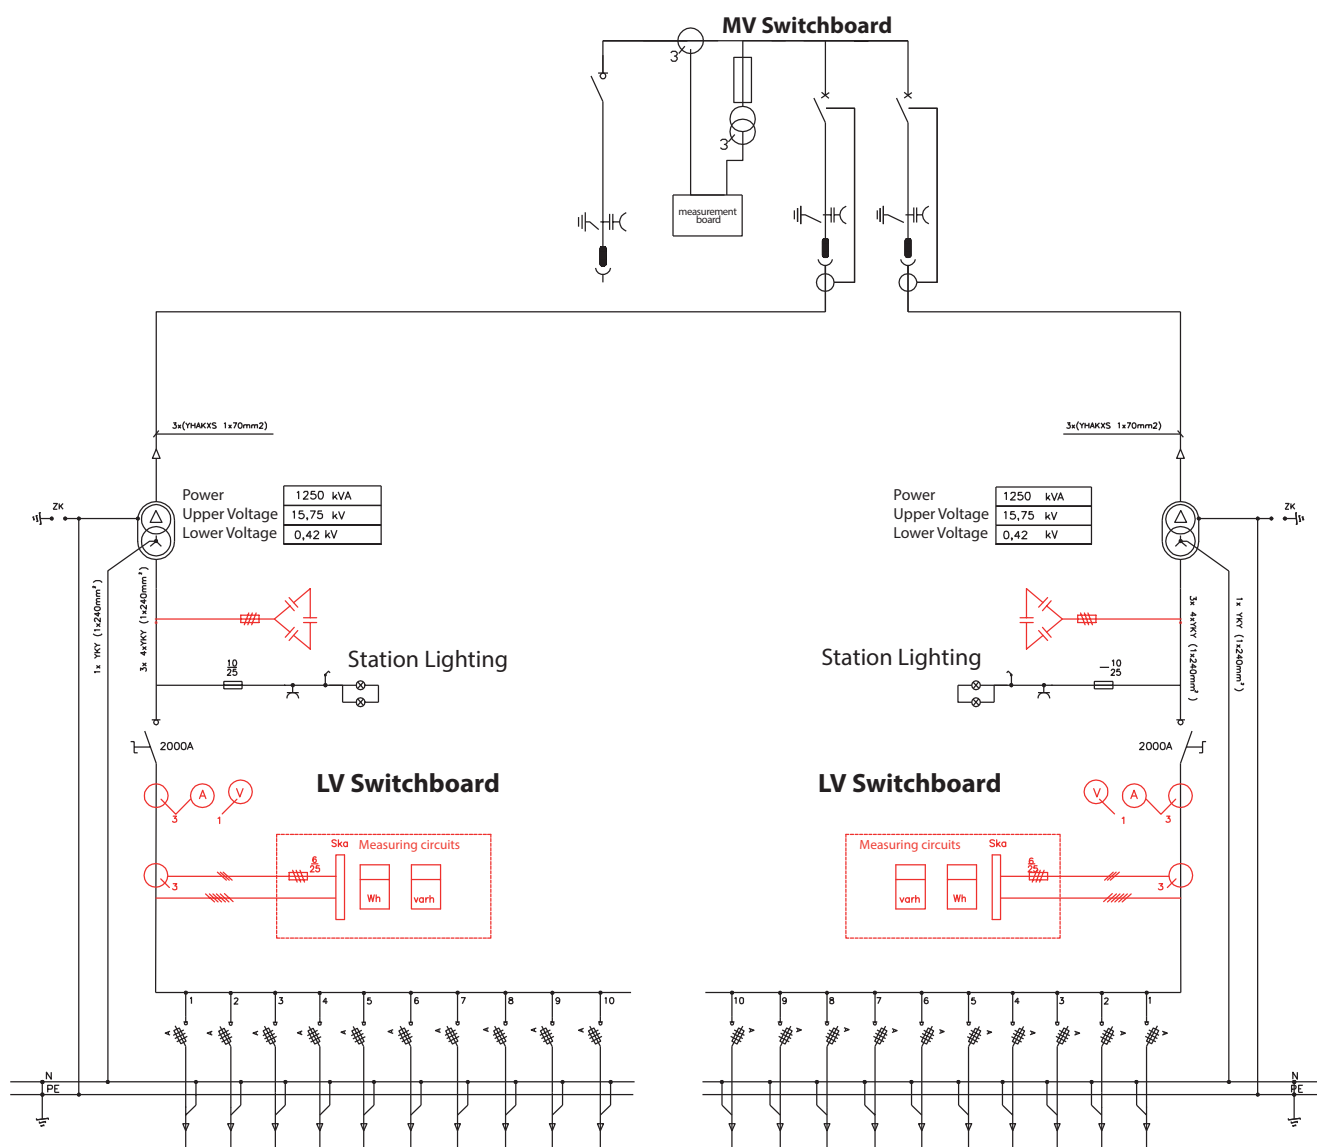 MV Switchboard
3
3
measurement
board
3x(YHAKXS 1x70mm2)
3x(YHAKXS 1x70mm2)
ZK
Power 1250 kVA
Upper Voltage 15,75 kV
Lower Voltage 0,42 kV
Power 1250 kVA
Upper Voltage 15,75 kV
Lower Voltage 0,42 kV
ZK
1x YKY (1x240mm²)
3x 4xYKY (1x240mm²)
3x 4xYKY (1x240mm²)
1x YKY (1x240mm²)
10
25
Station Lighting
Station Lighting
10
25
2000A
2000A
LV Switchboard
LV Switchboard
A
V
3
1
V
A
1
3
Measuring circuits
Ska
6
25
3
Wh
varh
Measuring circuits
Ska
6
25
3
varh
Wh
1 2 3 4 5 6 7 8 9 10
10 9 8 7 6 5 4 3 2 1
A A A A A A A A A A
A A A A A A A A A A
N
PE
N
PE